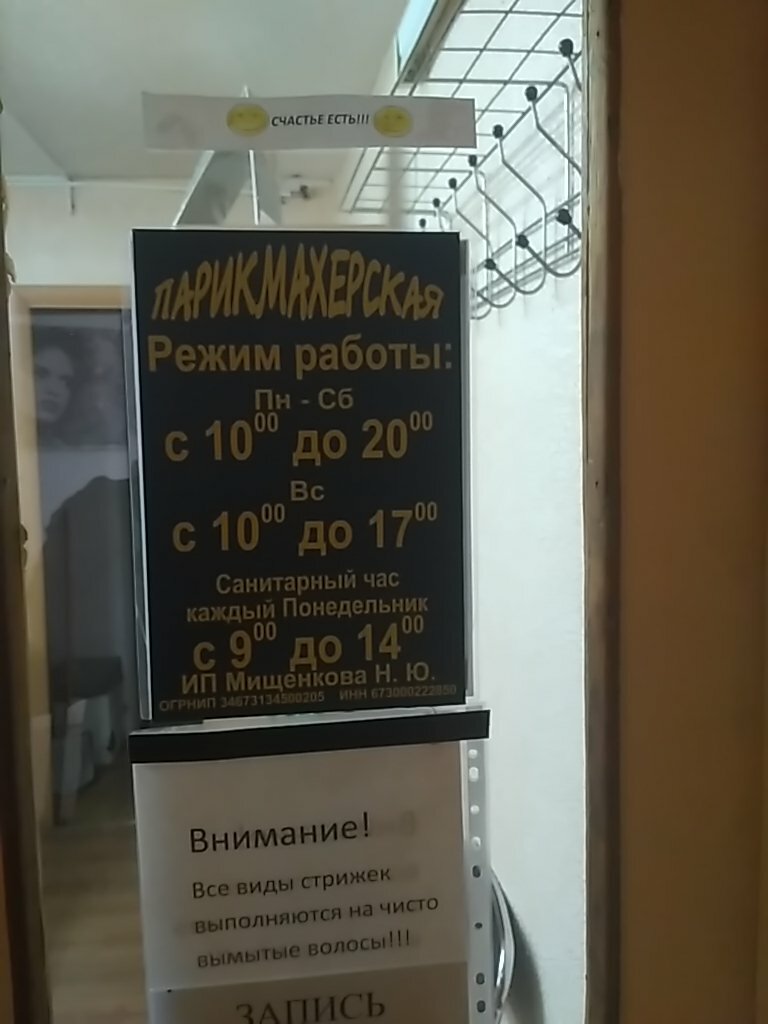 СЧАСТЬЕ ЕСТЬ!!!
ПАРИКМАХЕРСКАЯ
Режим работы:
Пн - Сб
с 10⁰⁰ до 20⁰⁰
Вс
с 10⁰⁰ до 17⁰⁰
Санитарный час
каждый Понедельник
с 9⁰⁰ до 14⁰⁰
ИП Мищенкова Н. Ю.
ОГРНИП 34673134500205 ИНН 673000222850
Внимание!
Все виды стрижек
выполняются на чисто
вымытые волосы!!!
ЗАПИСЬ